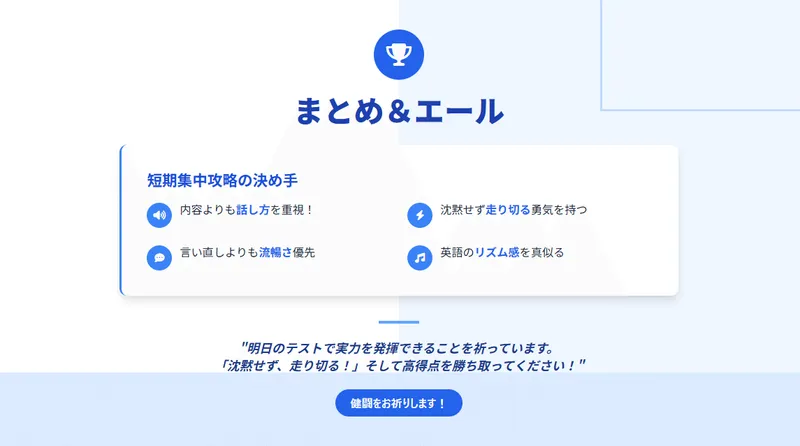 まとめ＆エール
短期集中攻略の決め手
内容よりも話し方を重視！
沈黙せず走り切る勇気を持つ
言い直しよりも流暢さ優先
英語のリズム感を真似る
"明日のテストで実力を発揮できることを祈っています。
「沈黙せず、走り切る！」そして高得点を勝ち取ってください！"
健闘をお祈りします！